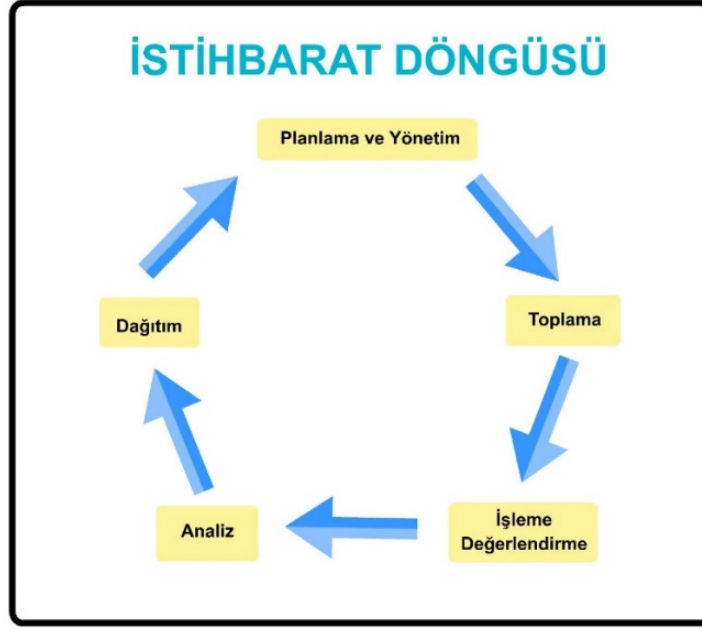 İSTİHBARAT DÖNGÜSÜ
Planlama ve Yönetim
Toplama
İşleme
Değerlendirme
Analiz
Dağıtım